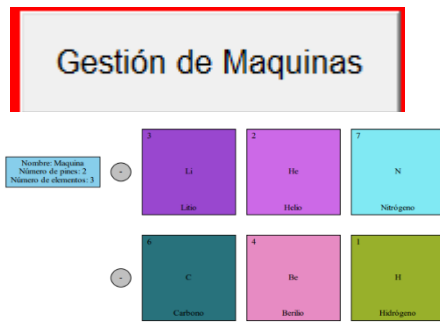 Gestión de Maquinas
Nombre: Maquina
Número de pines: 2
Número de elementos: 3
-
3
Li
Litio
2
He
Helio
7
N
Nitrógeno
-
6
C
Carbono
4
Be
Berilio
1
H
Hidrógeno